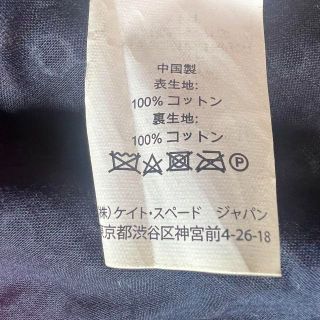 中国製
表生地:
100% コットン
裏生地:
100% コットン
P
(株) ケイト・スペード ジャパン
東京都渋谷区神宮前4-26-18